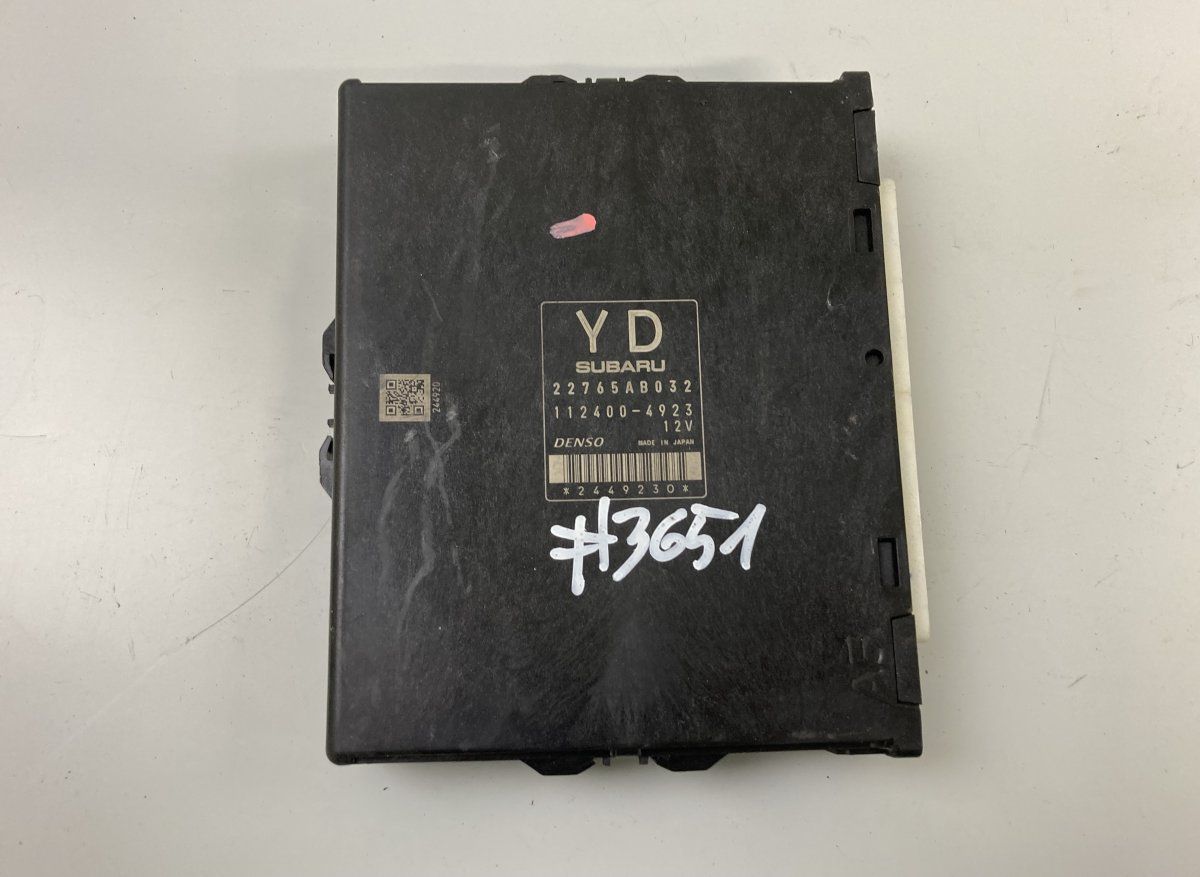 YD
SUBARU
22765AB032
112400-4923
12V
DENSO MADE IN JAPAN
*2449230*
244920
#3651